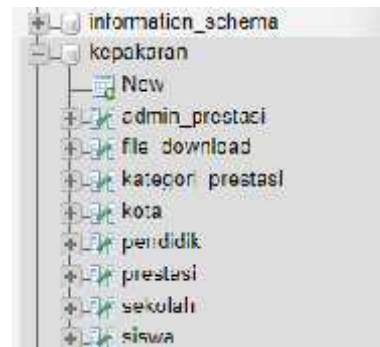 information_schema
kepakaran
New
admin_prestasi
file_download
kategori_prestasi
kota
pendidik
prestasi
sekolah
siswa